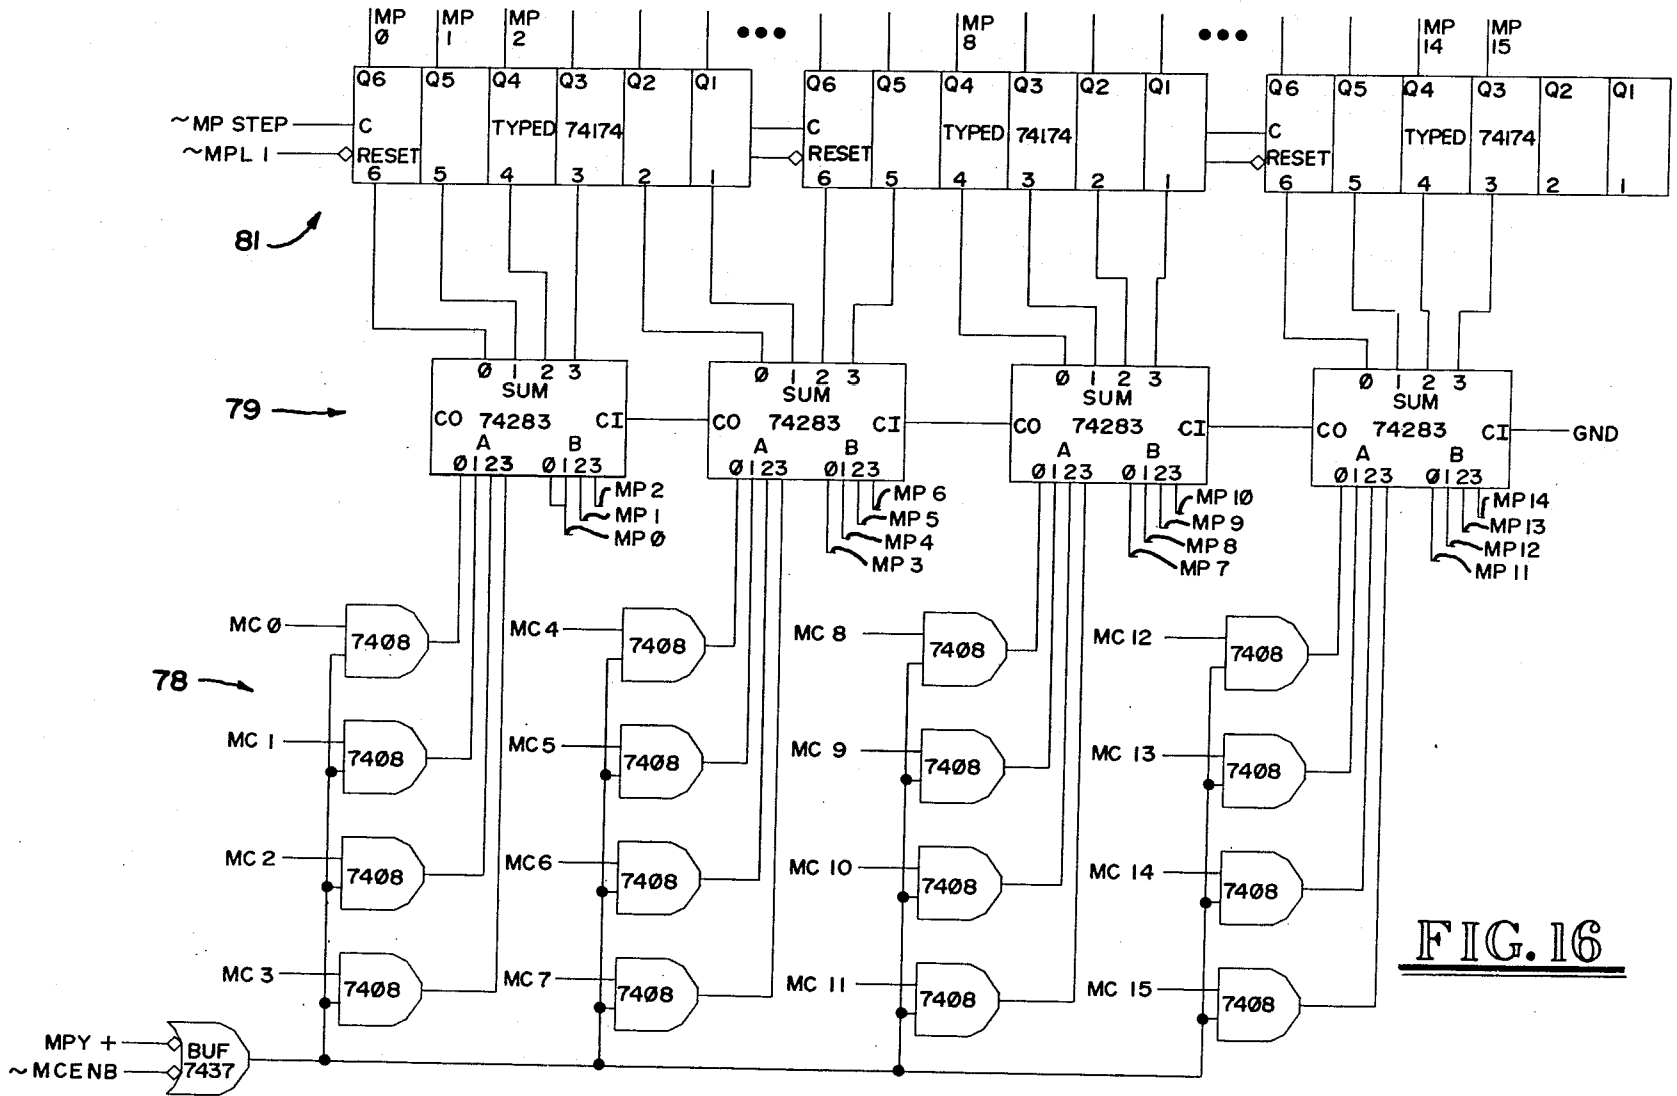 MP Ø
MP 1
MP 2
MP 8
MP 14
MP 15
Q6 Q5 Q4 Q3 Q2 Q1
Q6 Q5 Q4 Q3 Q2 Q1
Q6 Q5 Q4 Q3 Q2 Q1
~MP STEP
C
TYPED 74174
C
TYPED 74174
C
TYPED 74174
~MPL 1
RESET
RESET
RESET
6 5 4 3 2 1
6 5 4 3 2 1
6 5 4 3 2 1
81
79
Ø 1 2 3
SUM
CO 74283 CI
A B
Ø123 Ø123
Ø 1 2 3
SUM
CO 74283 CI
A B
Ø123 Ø123
Ø 1 2 3
SUM
CO 74283 CI
A B
Ø123 Ø123
Ø 1 2 3
SUM
CO 74283 CI
A B
Ø123 Ø123
GND
MP 2
MP 1
MP Ø
MP 6
MP 5
MP 4
MP 3
MP 10
MP 9
MP 8
MP 7
MP 14
MP 13
MP 12
MP 11
78
MC Ø 7408
MC 4 7408
MC 8 7408
MC 12 7408
MC 1 7408
MC 5 7408
MC 9 7408
MC 13 7408
MC 2 7408
MC 6 7408
MC 10 7408
MC 14 7408
MC 3 7408
MC 7 7408
MC 11 7408
MC 15 7408
MPY +
~MCENB
BUF
7437
FIG. 16